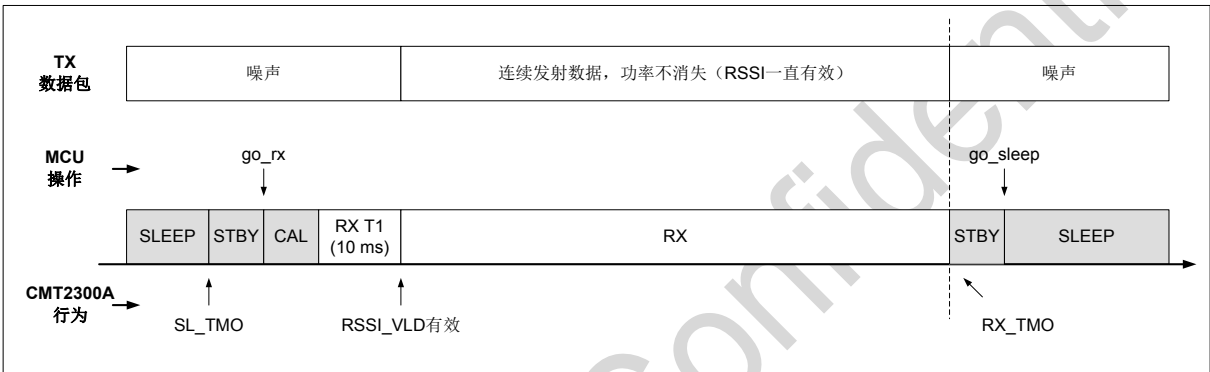 TX
数据包
噪声
连续发射数据，功率不消失（RSSI一直有效）
噪声
MCU
操作
go_rx
go_sleep
SLEEP
STBY
CAL
RX T1
(10 ms)
RX
STBY
SLEEP
CMT2300A
行为
SL_TMO
RSSI_VLD有效
RX_TMO
Confidenti